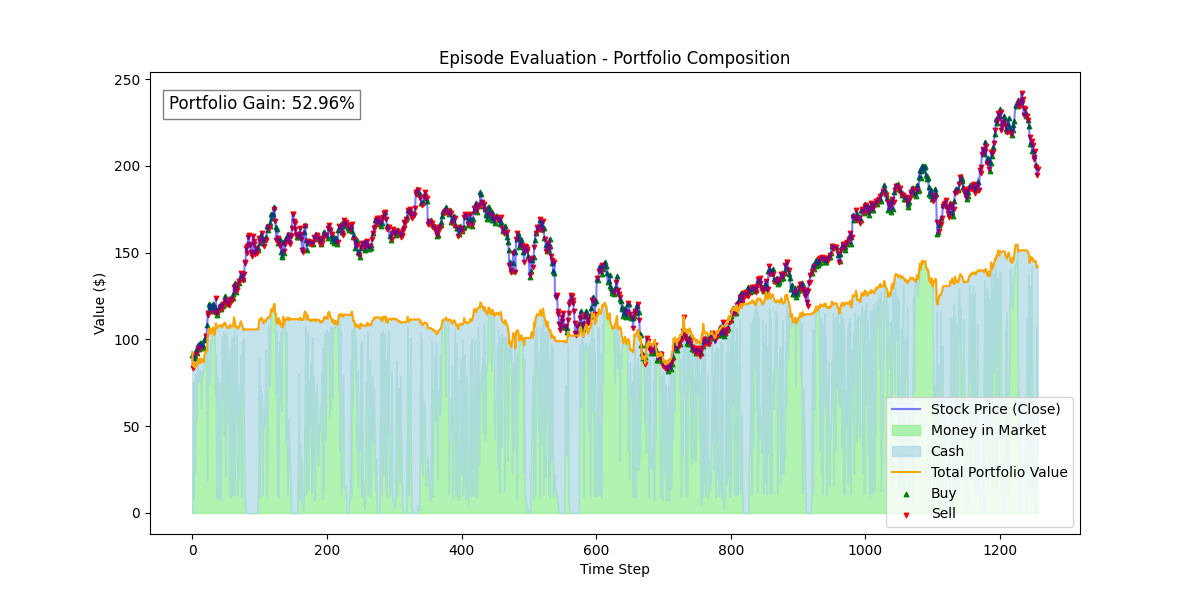 Episode Evaluation - Portfolio Composition
Portfolio Gain: 52.96%
Value ($)
250
200
150
100
50
0
0 200 400 600 800 1000 1200
Time Step
Stock Price (Close)
Money in Market
Cash
Total Portfolio Value
Buy
Sell